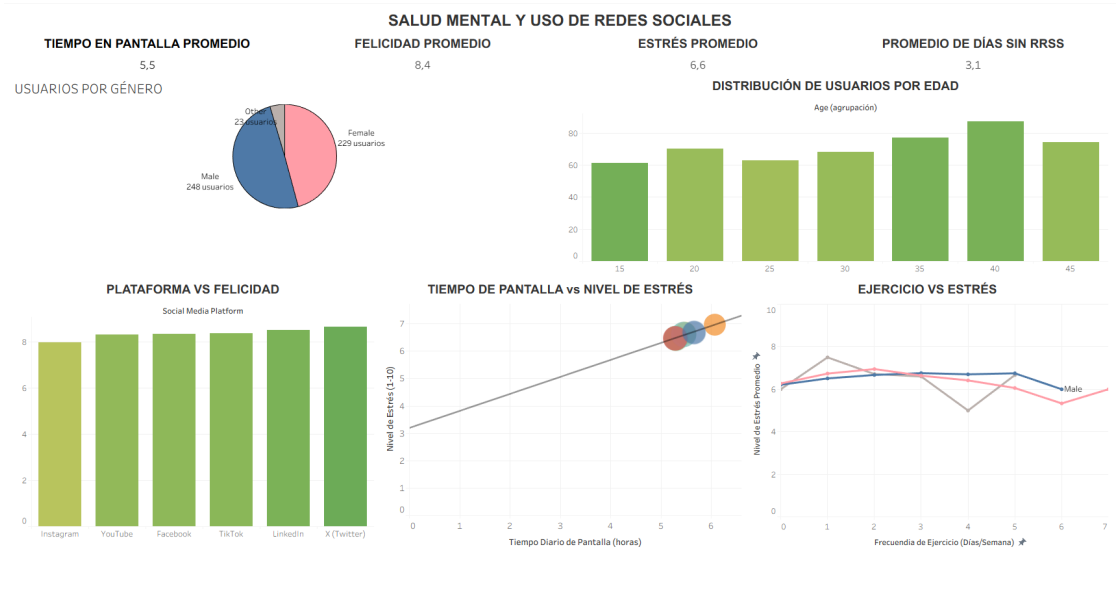 SALUD MENTAL Y USO DE REDES SOCIALES
TIEMPO EN PANTALLA PROMEDIO
5,5
FELICIDAD PROMEDIO
8,4
ESTRÉS PROMEDIO
6,6
PROMEDIO DE DÍAS SIN RRSS
3,1
USUARIOS POR GÉNERO
Other
23 usuarios
Female
229 usuarios
Male
248 usuarios
DISTRIBUCIÓN DE USUARIOS POR EDAD
Age (agrupación)
80
60
40
20
0
15 20 25 30 35 40 45
PLATAFORMA VS FELICIDAD
Social Media Platform
8
6
4
2
0
Instagram YouTube Facebook TikTok LinkedIn X (Twitter)
TIEMPO DE PANTALLA vs NIVEL DE ESTRÉS
Nivel de Estrés (1-10)
7
6
5
4
3
2
1
0
0 1 2 3 4 5 6
Tiempo Diario de Pantalla (horas)
EJERCICIO VS ESTRÉS
Nivel de Estrés Promedio
10
8
6
4
2
0
Male
0 1 2 3 4 5 6 7
Frecuendia de Ejercicio (Días/Semana)